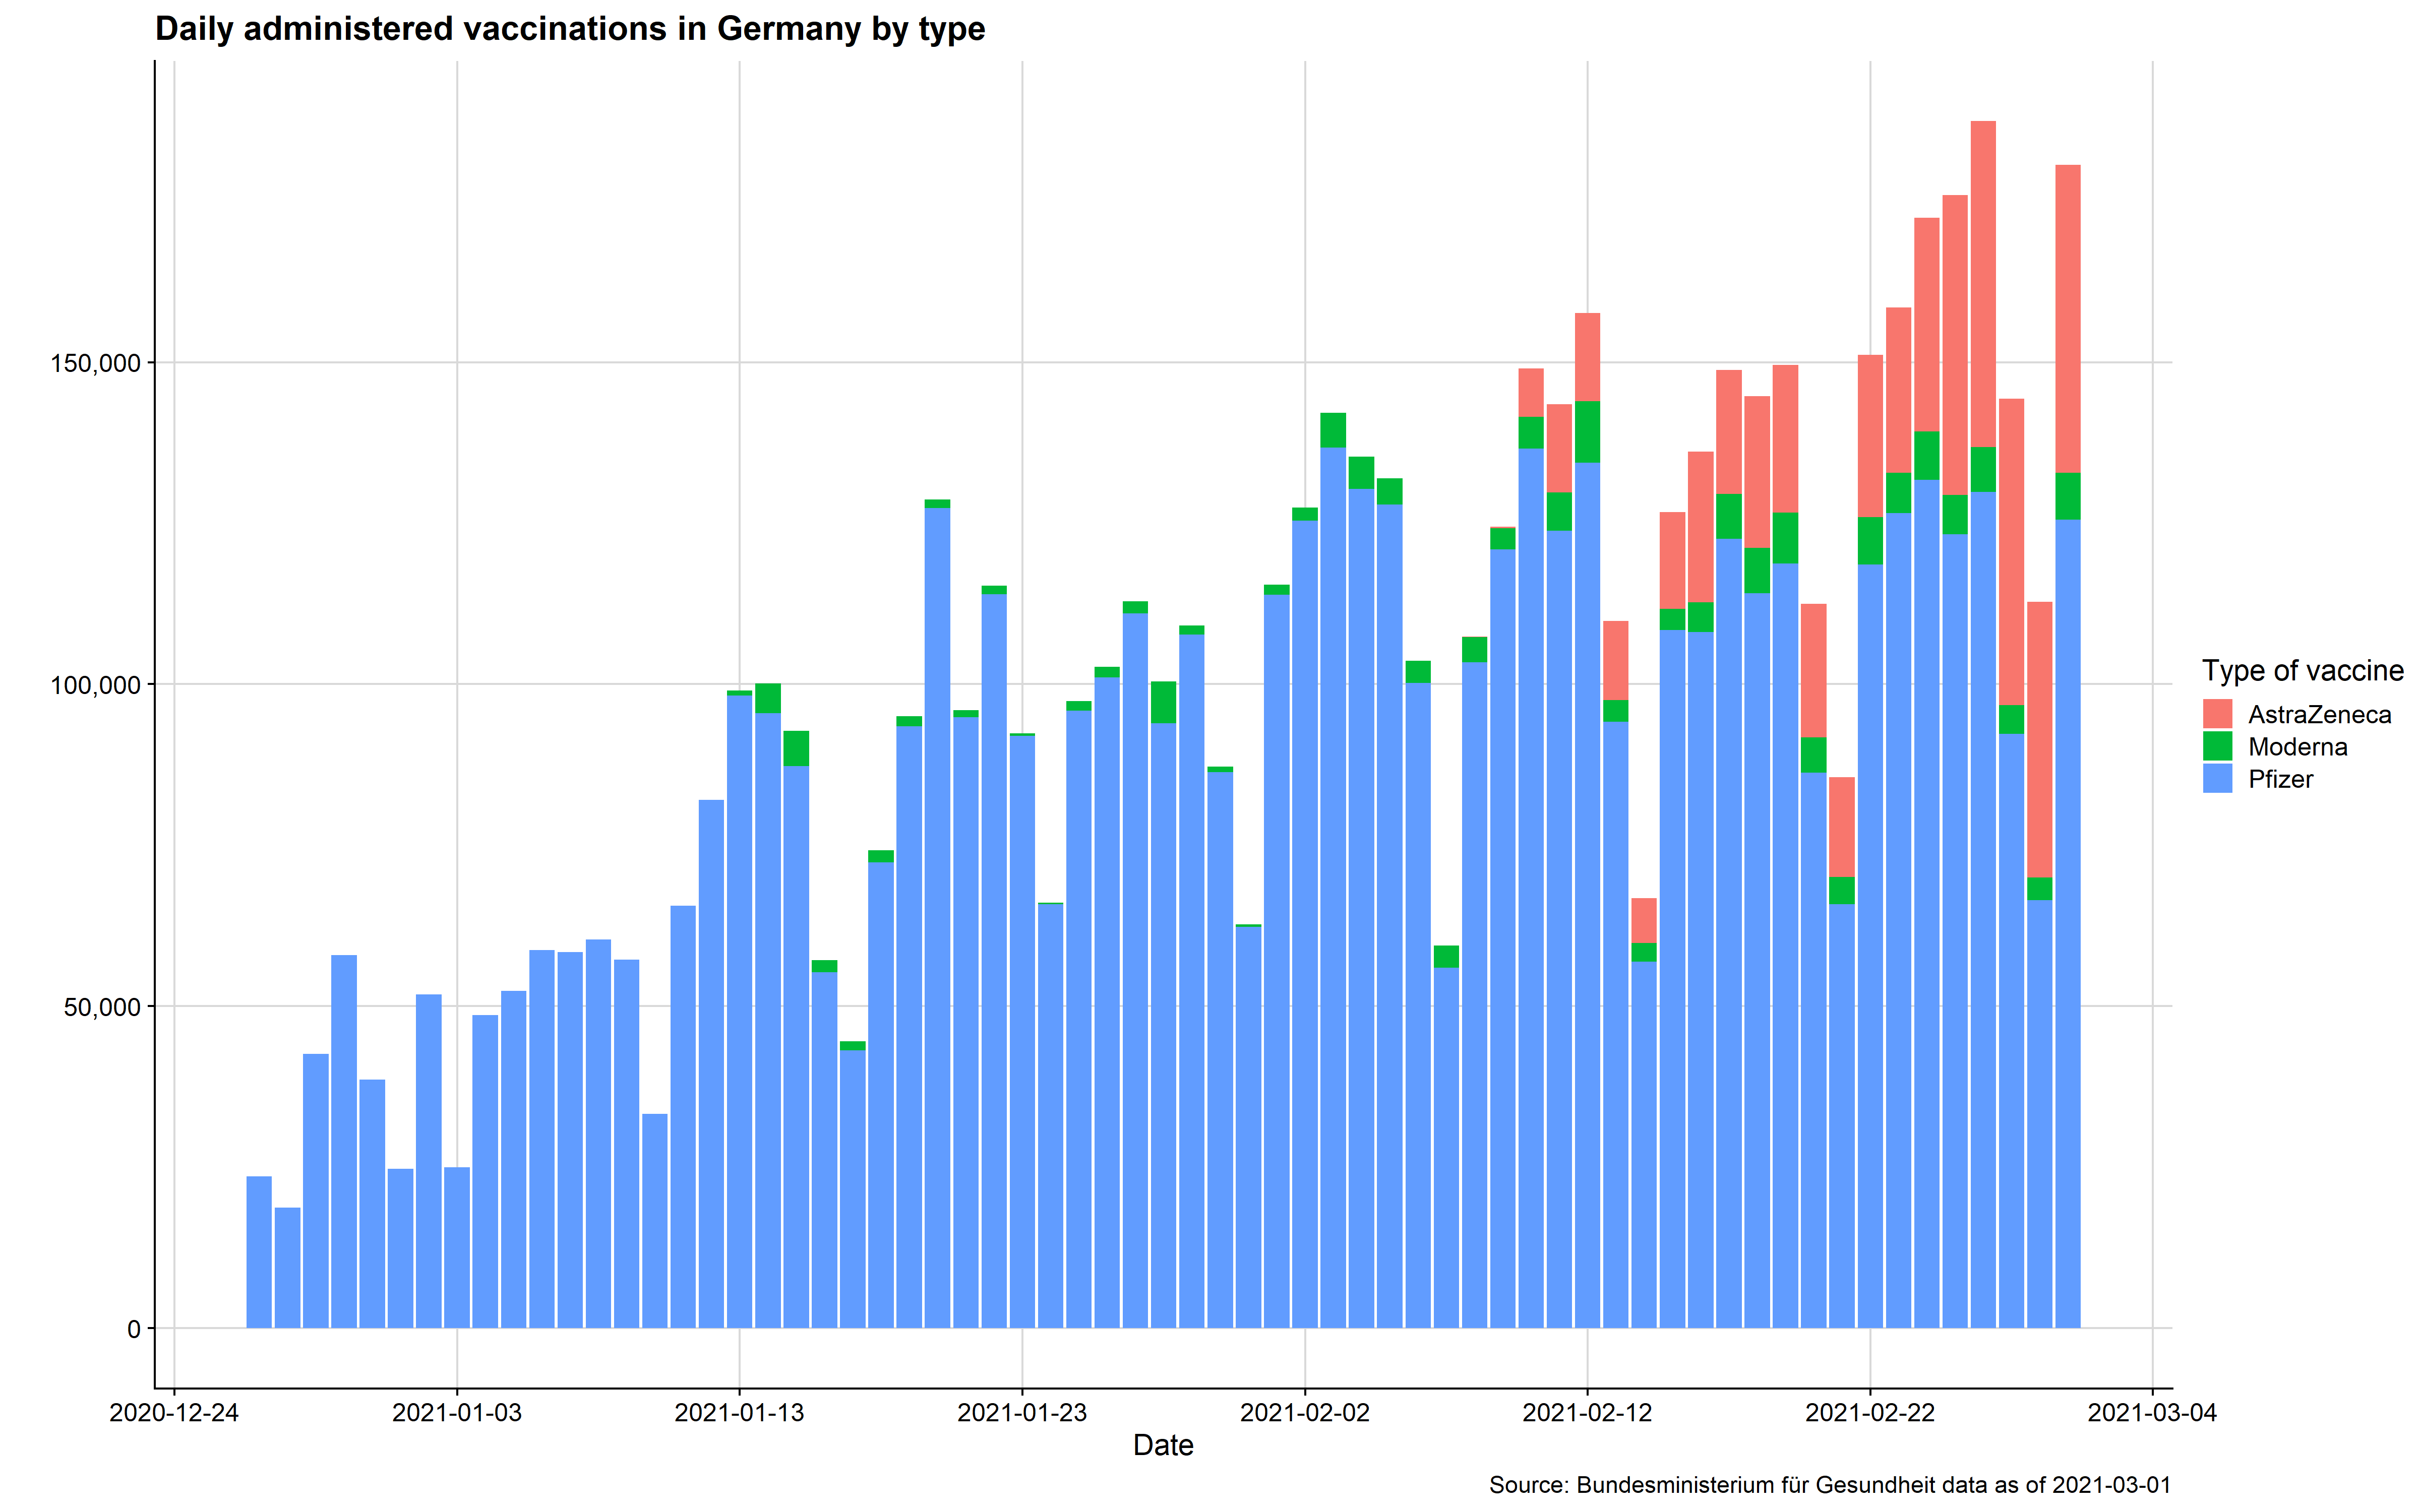 Daily administered vaccinations in Germany by type
150,000
100,000
50,000
0
2020-12-24 2021-01-03 2021-01-13 2021-01-23 2021-02-02 2021-02-12 2021-02-22 2021-03-04
Date
Type of vaccine
AstraZeneca
Moderna
Pfizer
Source: Bundesministerium für Gesundheit data as of 2021-03-01